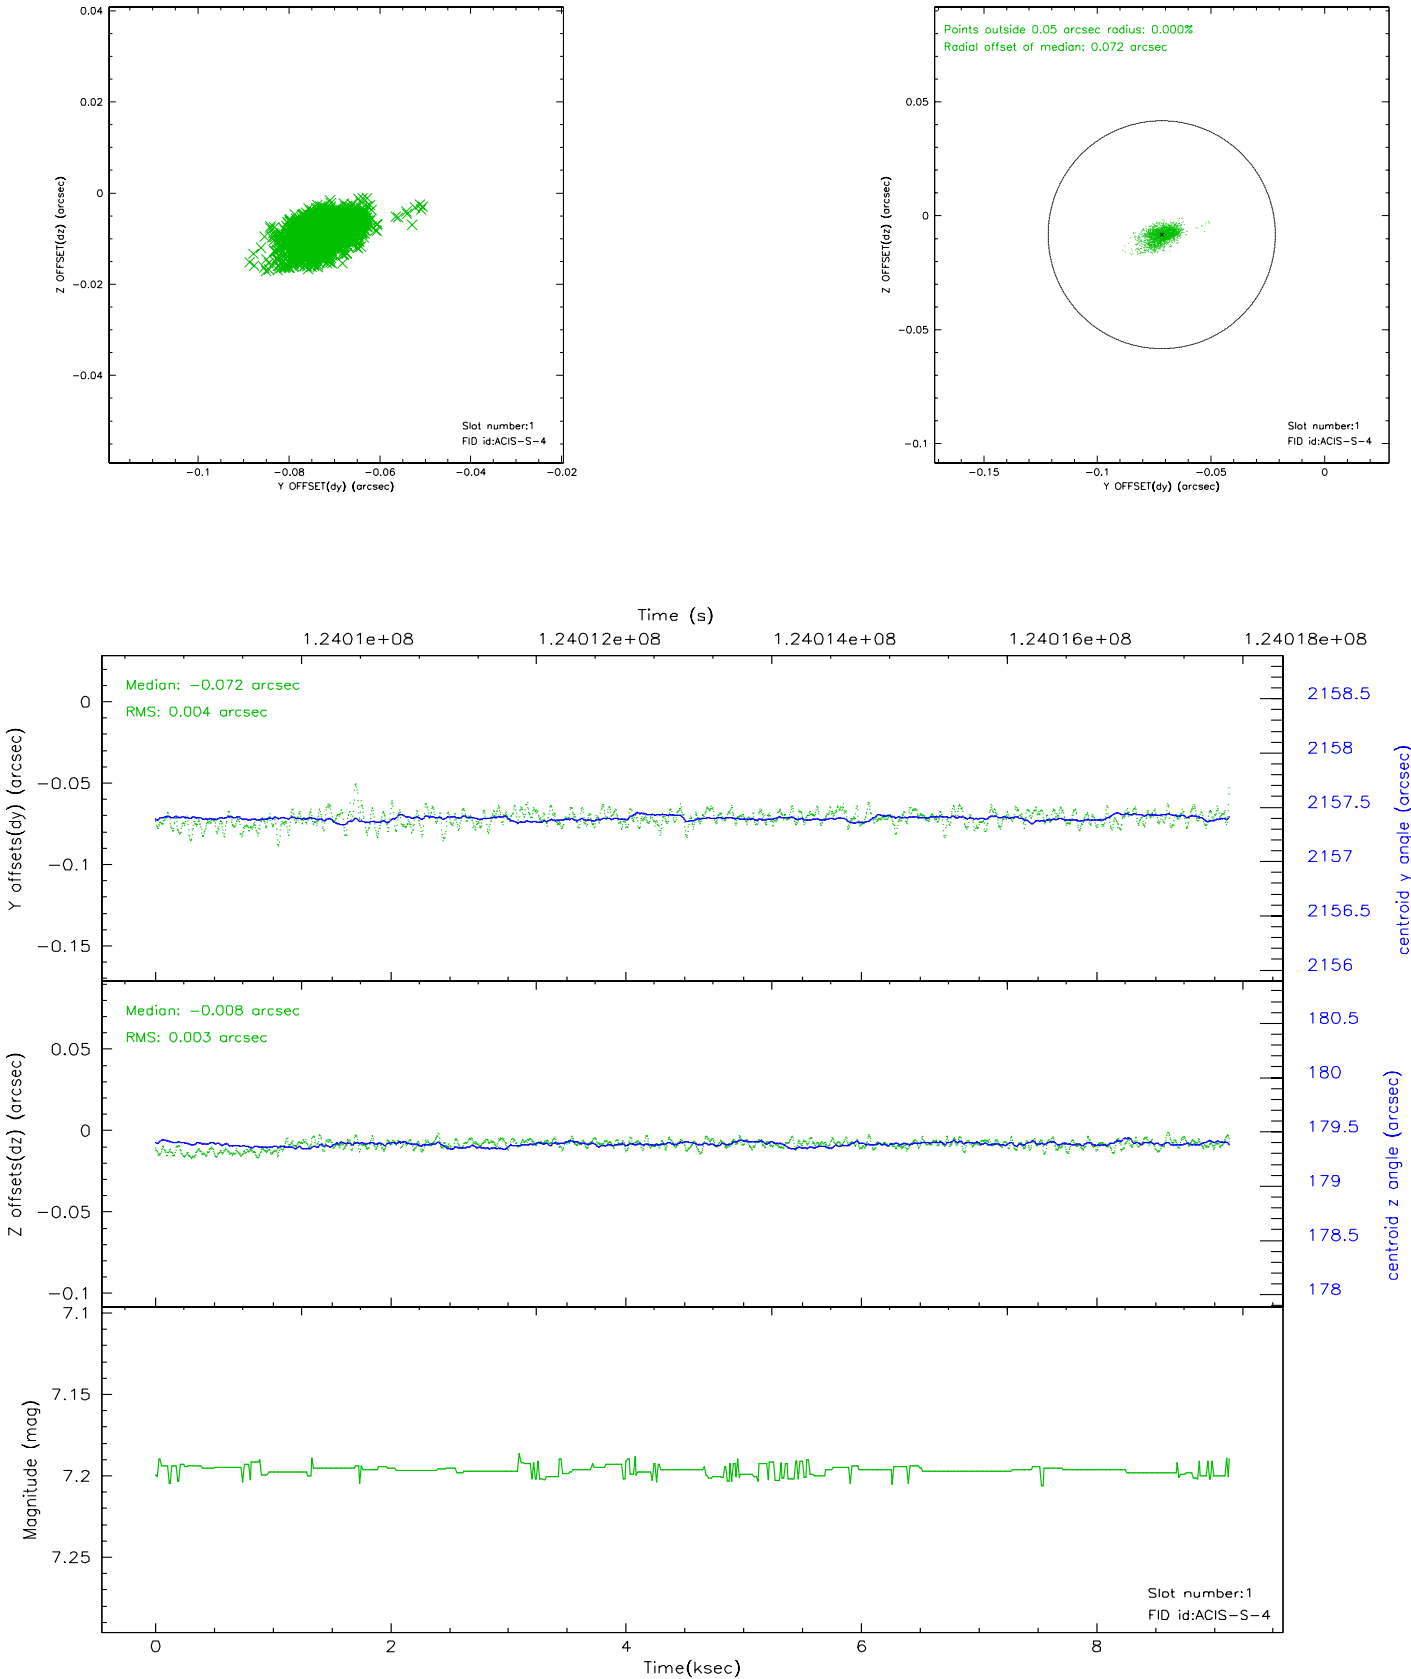 0.04
0.02
0
-0.02
-0.04
Z OFFSET(dz) (arcsec)
Slot number:1
FID id:ACIS-S-4
-0.1
-0.08
-0.06
-0.04
-0.02
Y OFFSET(dy) (arcsec)
Points outside 0.05 arcsec radius: 0.000%
Radial offset of median: 0.072 arcsec
0.05
0
-0.05
-0.1
Z OFFSET(dz) (arcsec)
Slot number:1
FID id:ACIS-S-4
-0.15
-0.1
-0.05
0
Y OFFSET(dy) (arcsec)
Time (s)
1.2401e+08
1.24012e+08
1.24014e+08
1.24016e+08
1.24018e+08
Median: -0.072 arcsec
RMS: 0.004 arcsec
0
-0.05
-0.1
-0.15
Y offsets(dy) (arcsec)
2158.5
2158
2157.5
2157
2156.5
2156
centroid y angle (arcsec)
Median: -0.008 arcsec
RMS: 0.003 arcsec
0.05
0
-0.05
-0.1
Z offsets(dz) (arcsec)
180.5
180
179.5
179
178.5
178
centroid z angle (arcsec)
7.1
7.15
7.2
7.25
Magnitude (mag)
Slot number:1
FID id:ACIS-S-4
0
2
4
6
8
Time(ksec)